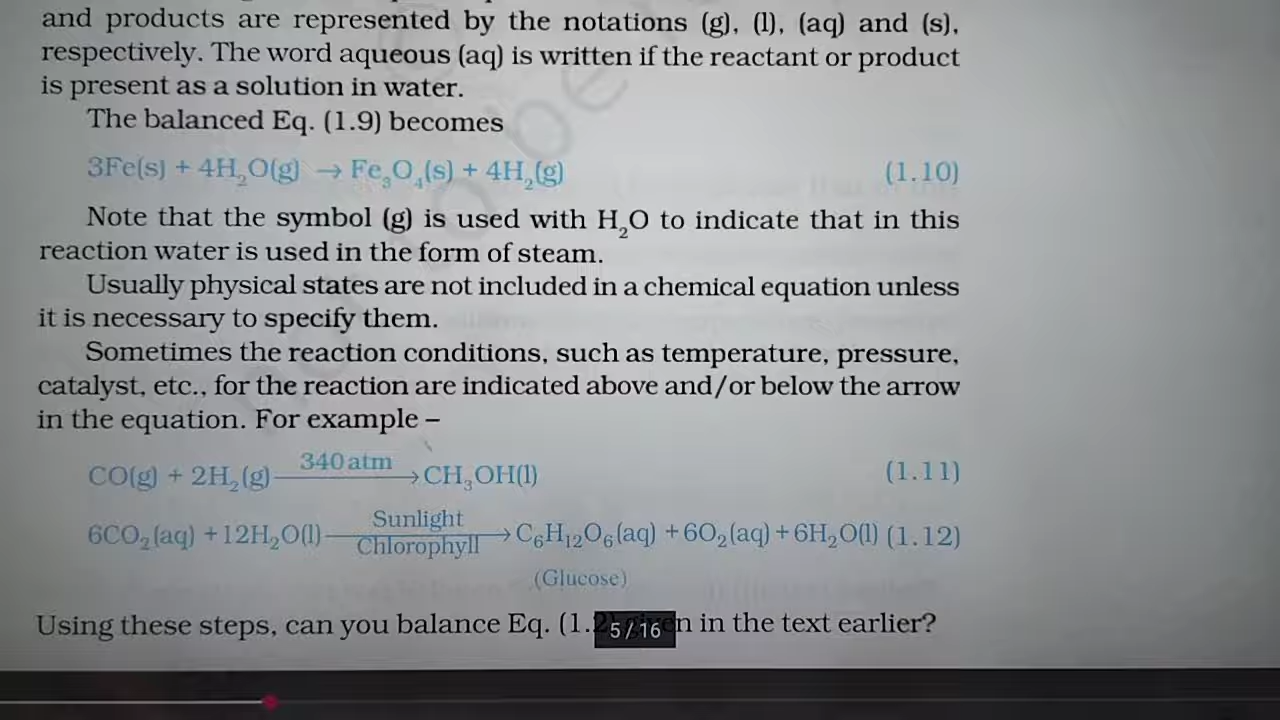 and products are represented by the notations (g), (l), (aq) and (s),
respectively. The word aqueous (aq) is written if the reactant or product
is present as a solution in water.
The balanced Eq. (1.9) becomes
3Fe(s) + 4H₂O(g) → Fe₃O₄(s) + 4H₂(g) (1.10)
Note that the symbol (g) is used with H₂O to indicate that in this
reaction water is used in the form of steam.
Usually physical states are not included in a chemical equation unless
it is necessary to specify them.
Sometimes the reaction conditions, such as temperature, pressure,
catalyst, etc., for the reaction are indicated above and/or below the arrow
in the equation. For example –
340 atm
CO(g) + 2H₂(g) → CH₃OH(l) (1.11)
Sunlight
6CO₂(aq) + 12H₂O(l) → C₆H₁₂O₆(aq) + 6O₂(aq) + 6H₂O(l) (1.12)
Chlorophyll
(Glucose)
Using these steps, can you balance Eq. (1.2) in the text earlier?
5/16